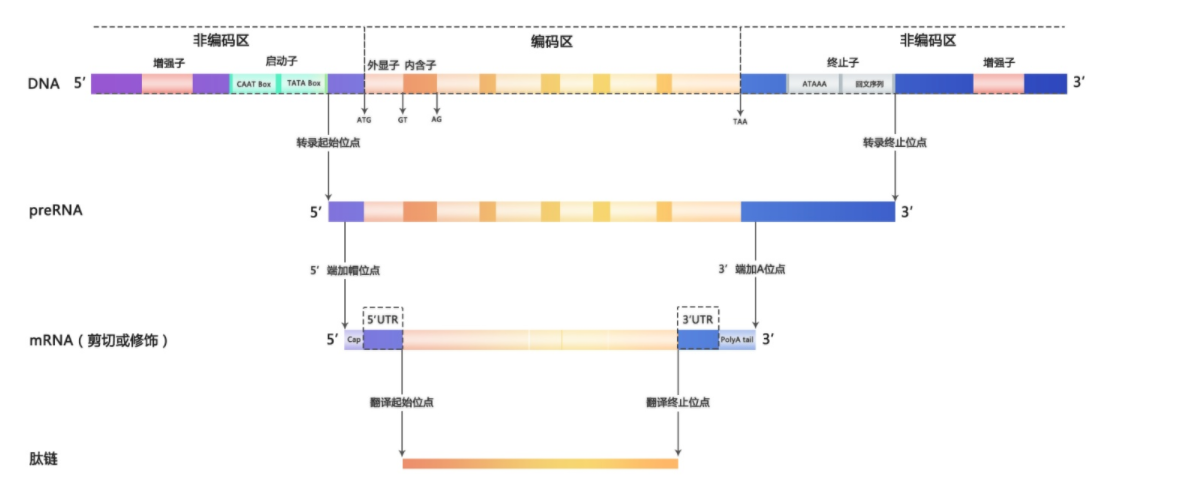 非编码区
编码区
非编码区
增强子
启动子
外显子
内含子
终止子
增强子
DNA
5′
CAAT Box
TATA Box
ATAAA
回文序列
3′
ATG
GT
AG
TAA
转录起始位点
转录终止位点
preRNA
5′
3′
5′ 端加帽位点
3′ 端加A位点
5′UTR
3′UTR
mRNA（剪切或修饰）
5′
Cap
PolyA tail
3′
翻译起始位点
翻译终止位点
肽链